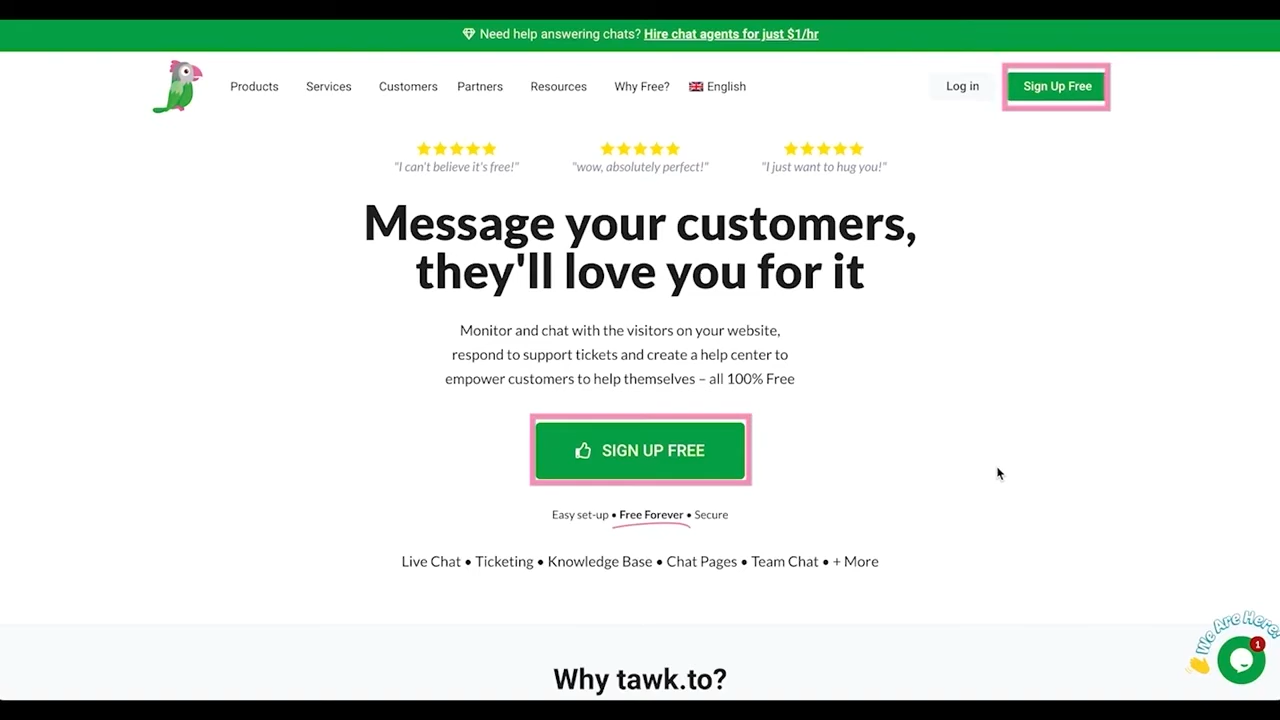 Need help answering chats? Hire chat agents for just $1/hr
Products Services Customers Partners Resources Why Free? English Log in Sign Up Free
"I can't believe it's free!" "wow, absolutely perfect!" "I just want to hug you!"
Message your customers,
they'll love you for it
Monitor and chat with the visitors on your website,
respond to support tickets and create a help center to
empower customers to help themselves – all 100% Free
SIGN UP FREE
Easy set-up • Free Forever • Secure
Live Chat • Ticketing • Knowledge Base • Chat Pages • Team Chat • + More
We Are Here!
1
Why tawk.to?